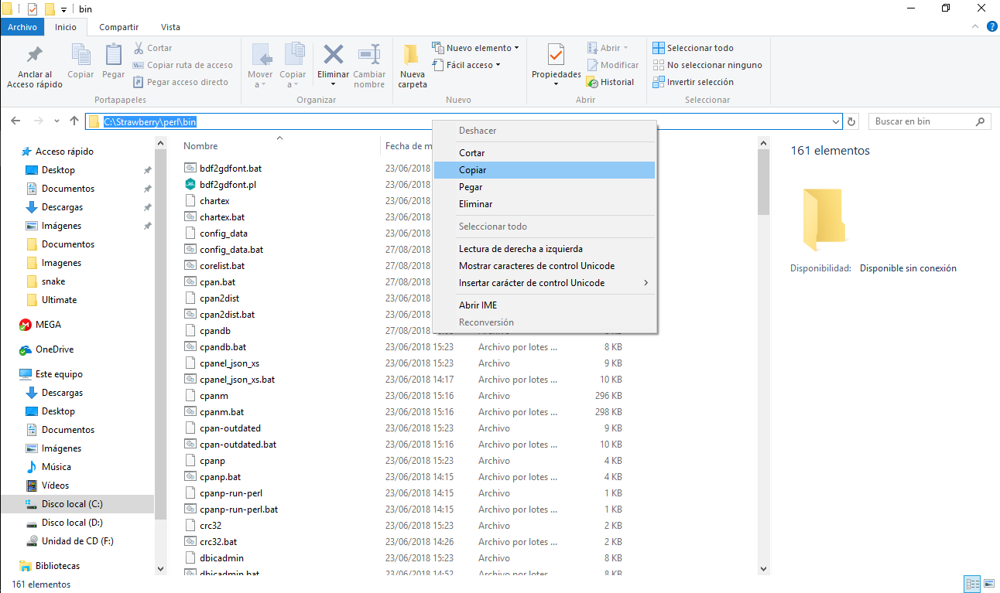 bin
Archivo Inicio Compartir Vista
Anclar al Acceso rápido
Copiar
Pegar
Cortar
Copiar ruta de acceso
Pegar acceso directo
Portapapeles
Mover a
Copiar a
Eliminar
Cambiar nombre
Organizar
Nueva carpeta
Nuevo elemento
Fácil acceso
Nuevo
Propiedades
Abrir
Modificar
Historial
Abrir
Seleccionar todo
No seleccionar ninguno
Invertir selección
Seleccionar
C:\Strawberry\perl\bin
Buscar en bin
Acceso rápido
Desktop
Documentos
Descargas
Imágenes
Documentos
Imagenes
snake
Ultimate
MEGA
OneDrive
Este equipo
Descargas
Desktop
Documentos
Imágenes
Música
Vídeos
Disco local (C:)
Disco local (D:)
Unidad de CD (F:)
Bibliotecas
Nombre Fecha de m
bdf2gdfont.bat 23/06/2018
bdf2gdfont.pl 23/06/2018
chartex 23/06/2018
chartex.bat 23/06/2018
config_data 23/06/2018
config_data.bat 27/08/2018
corelist.bat 27/08/2018
cpan.bat 27/08/2018
cpan2dist 23/06/2018
cpan2dist.bat 23/06/2018
cpandb 27/08/2018
cpandb.bat 23/06/2018 15:23 Archivo por lotes ... 8 KB
cpanel_json_xs 23/06/2018 15:23 Archivo 9 KB
cpanel_json_xs.bat 23/06/2018 14:17 Archivo por lotes ... 10 KB
cpanm 23/06/2018 15:16 Archivo 296 KB
cpanm.bat 23/06/2018 15:16 Archivo por lotes ... 298 KB
cpan-outdated 23/06/2018 15:23 Archivo 9 KB
cpan-outdated.bat 23/06/2018 15:16 Archivo por lotes ... 10 KB
cpanp 23/06/2018 15:23 Archivo 4 KB
cpanp.bat 23/06/2018 14:15 Archivo por lotes ... 4 KB
cpanp-run-perl 23/06/2018 14:15 Archivo 1 KB
cpanp-run-perl.bat 23/06/2018 14:15 Archivo por lotes ... 1 KB
crc32 23/06/2018 15:23 Archivo 2 KB
crc32.bat 23/06/2018 14:26 Archivo por lotes ... 2 KB
dbicadmin 23/06/2018 15:23 Archivo 8 KB
dbicadmin.bat 23/06/2018 14:52 Archivo por lotes ... 8 KB
Deshacer
Cortar
Copiar
Pegar
Eliminar
Seleccionar todo
Lectura de derecha a izquierda
Mostrar caracteres de control Unicode
Insertar carácter de control Unicode
Abrir IME
Reconversión
161 elementos
Disponibilidad: Disponible sin conexión
161 elementos